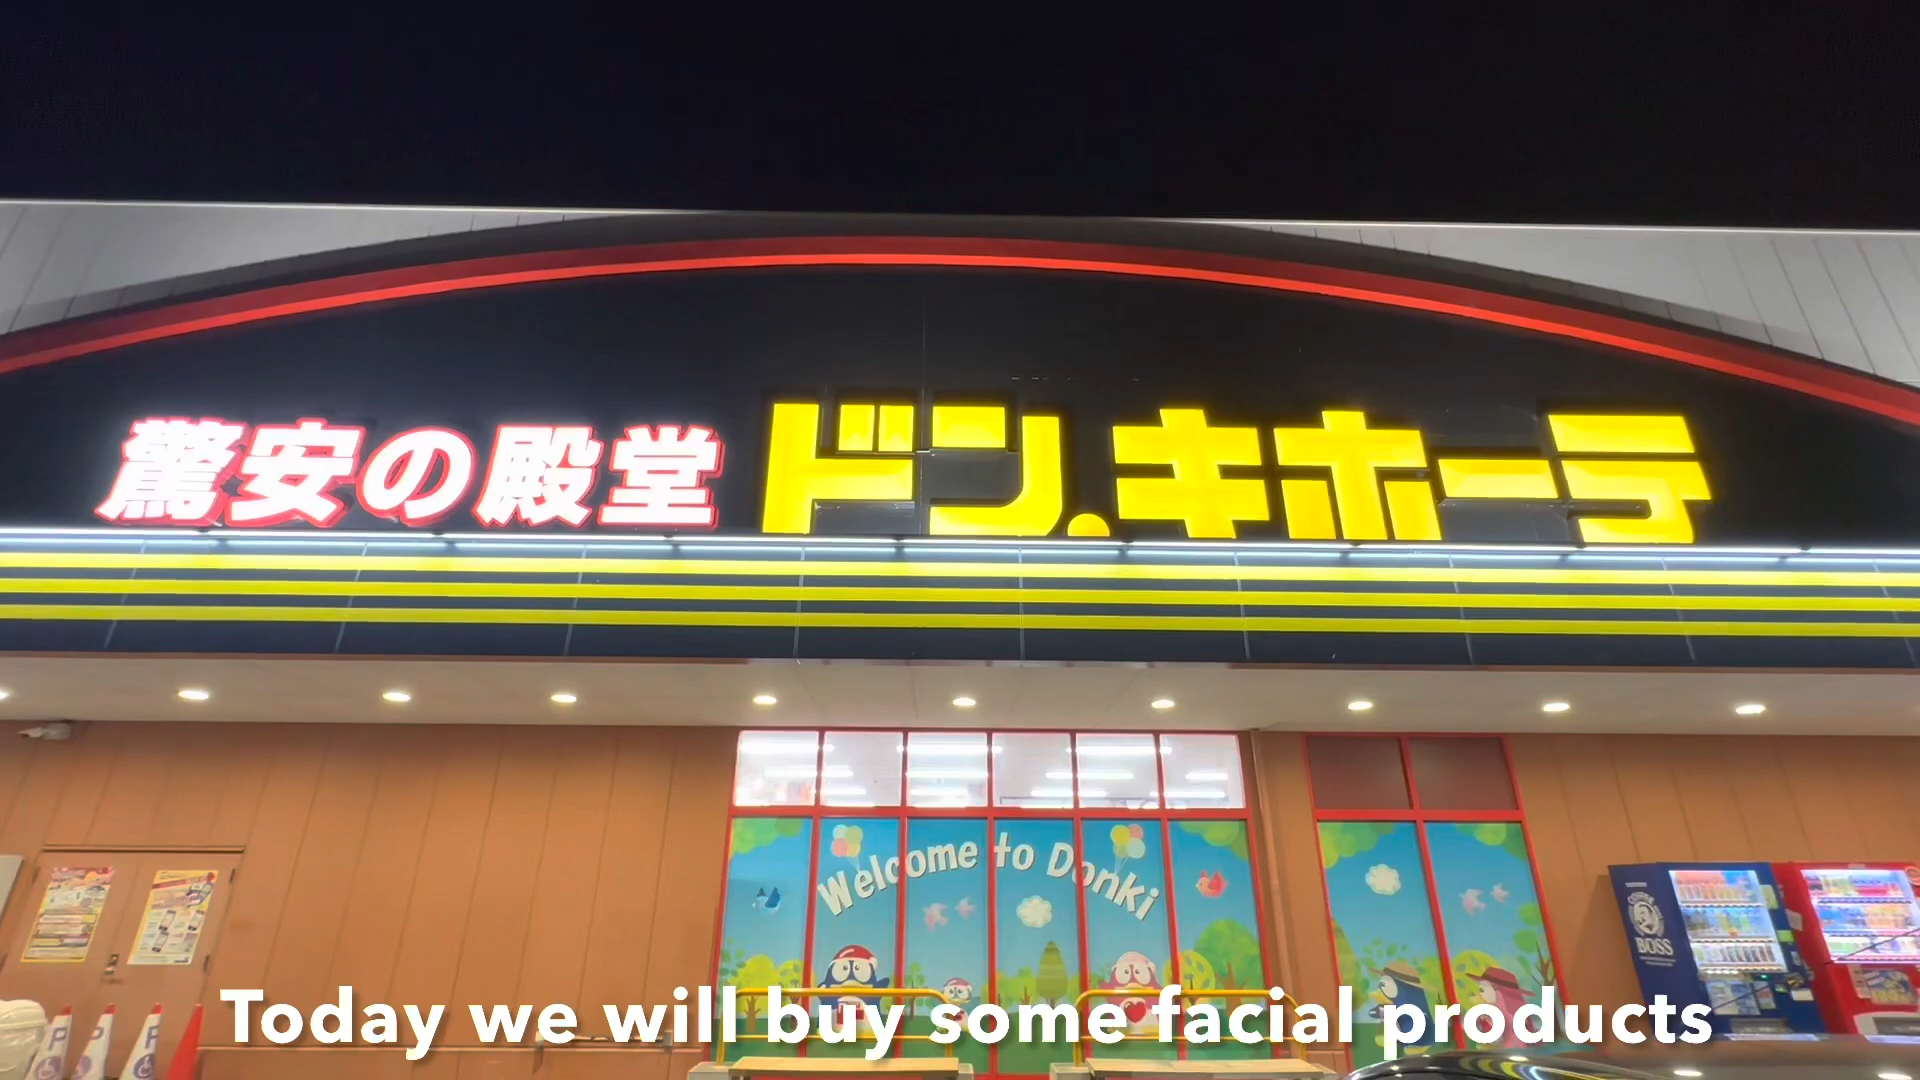 驚安の殿堂 ドン.キホーテ
Welcome to Donki
BOSS
P
P
P
Today we will buy some facial products